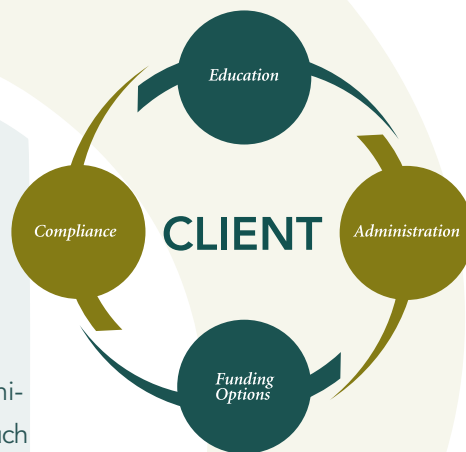 Education
Compliance
CLIENT
Administration
Funding
Options